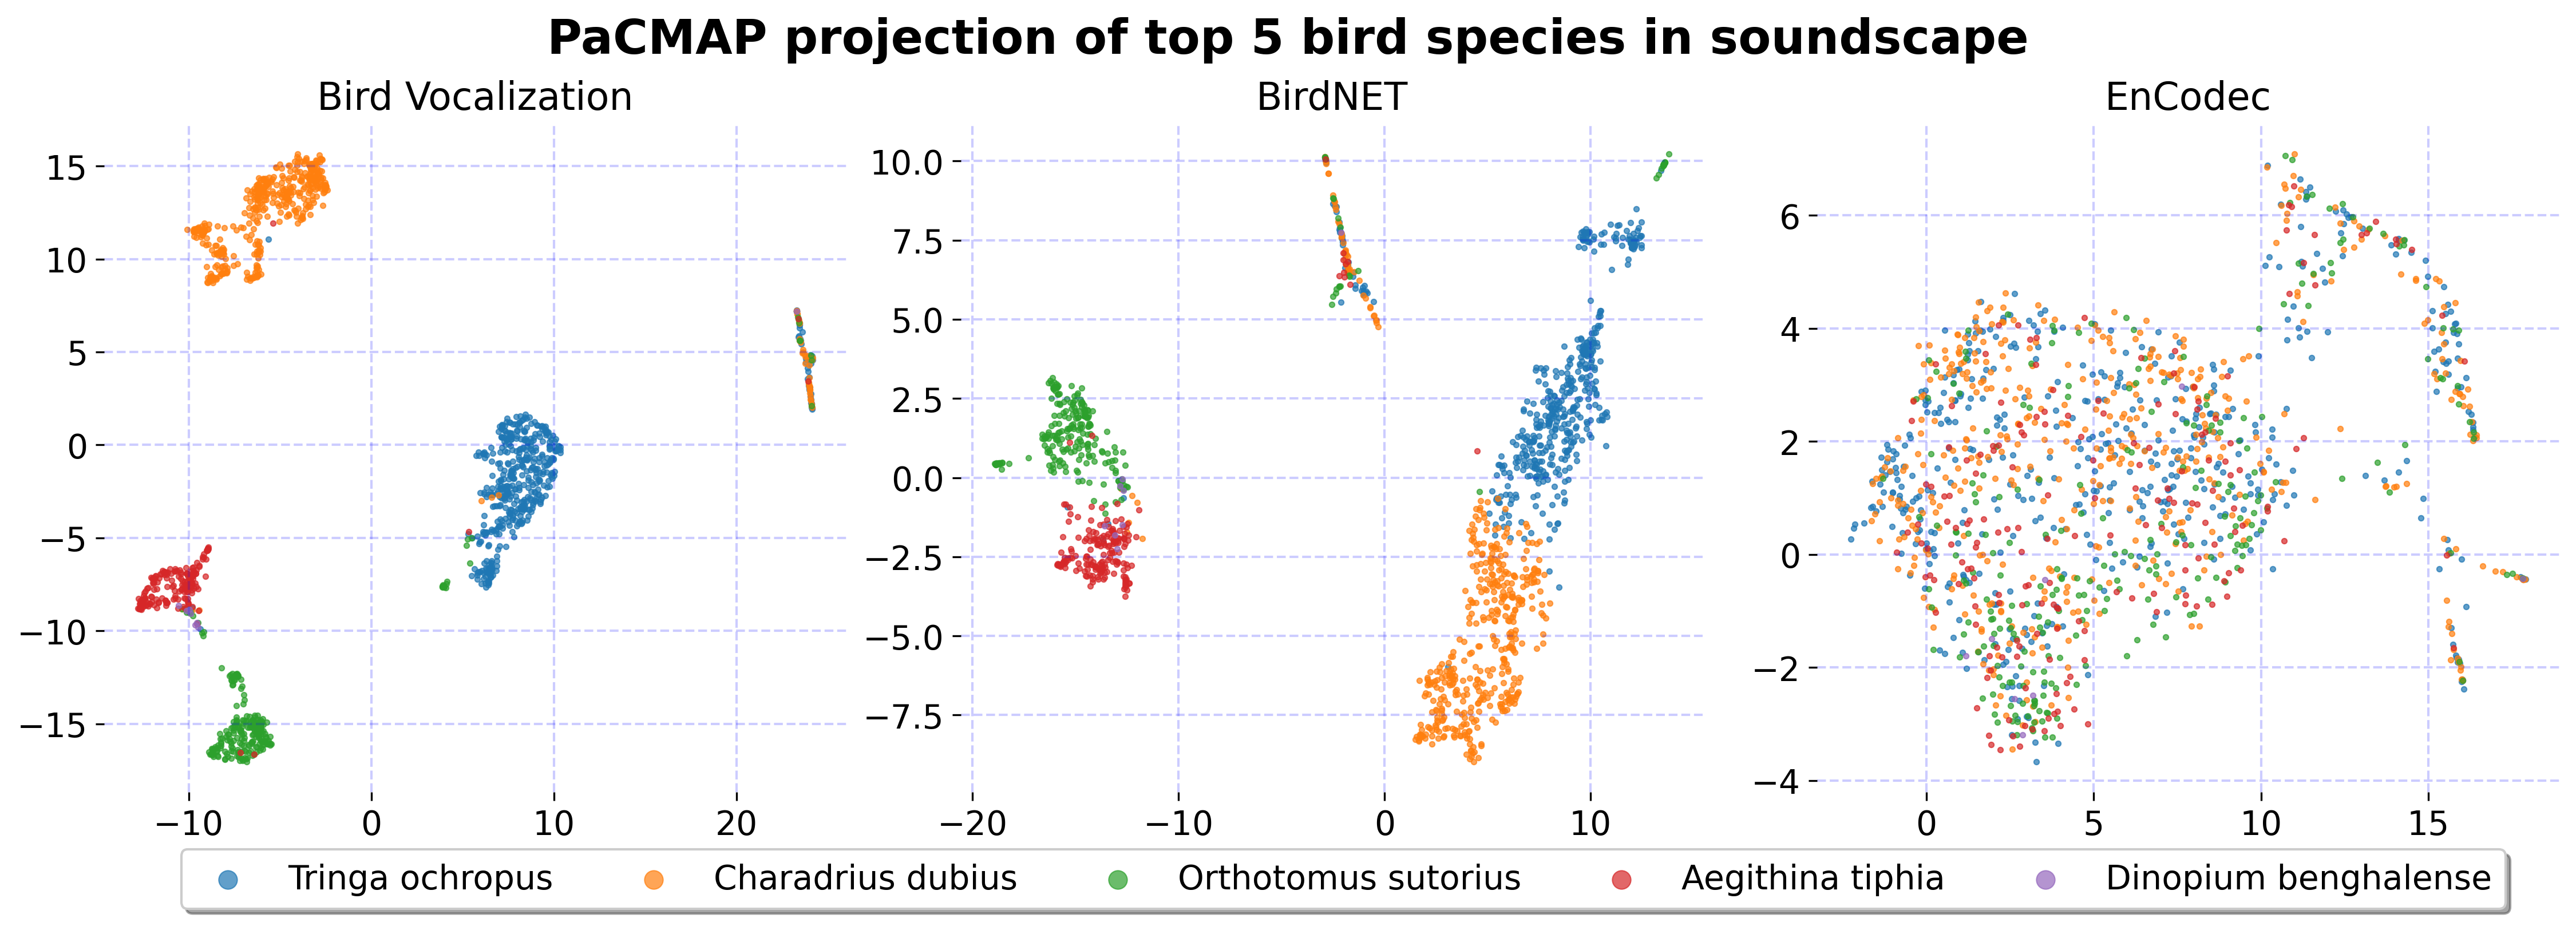 PaCMAP projection of top 5 bird species in soundscape
Bird Vocalization
15
10
5
0
−5
−10
−15
−10 0 10 20
BirdNET
10.0
7.5
5.0
2.5
0.0
−2.5
−5.0
−7.5
−20 −10 0 10
EnCodec
6
4
2
0
−2
−4
0 5 10 15
Tringa ochropus Charadrius dubius Orthotomus sutorius Aegithina tiphia Dinopium benghalense